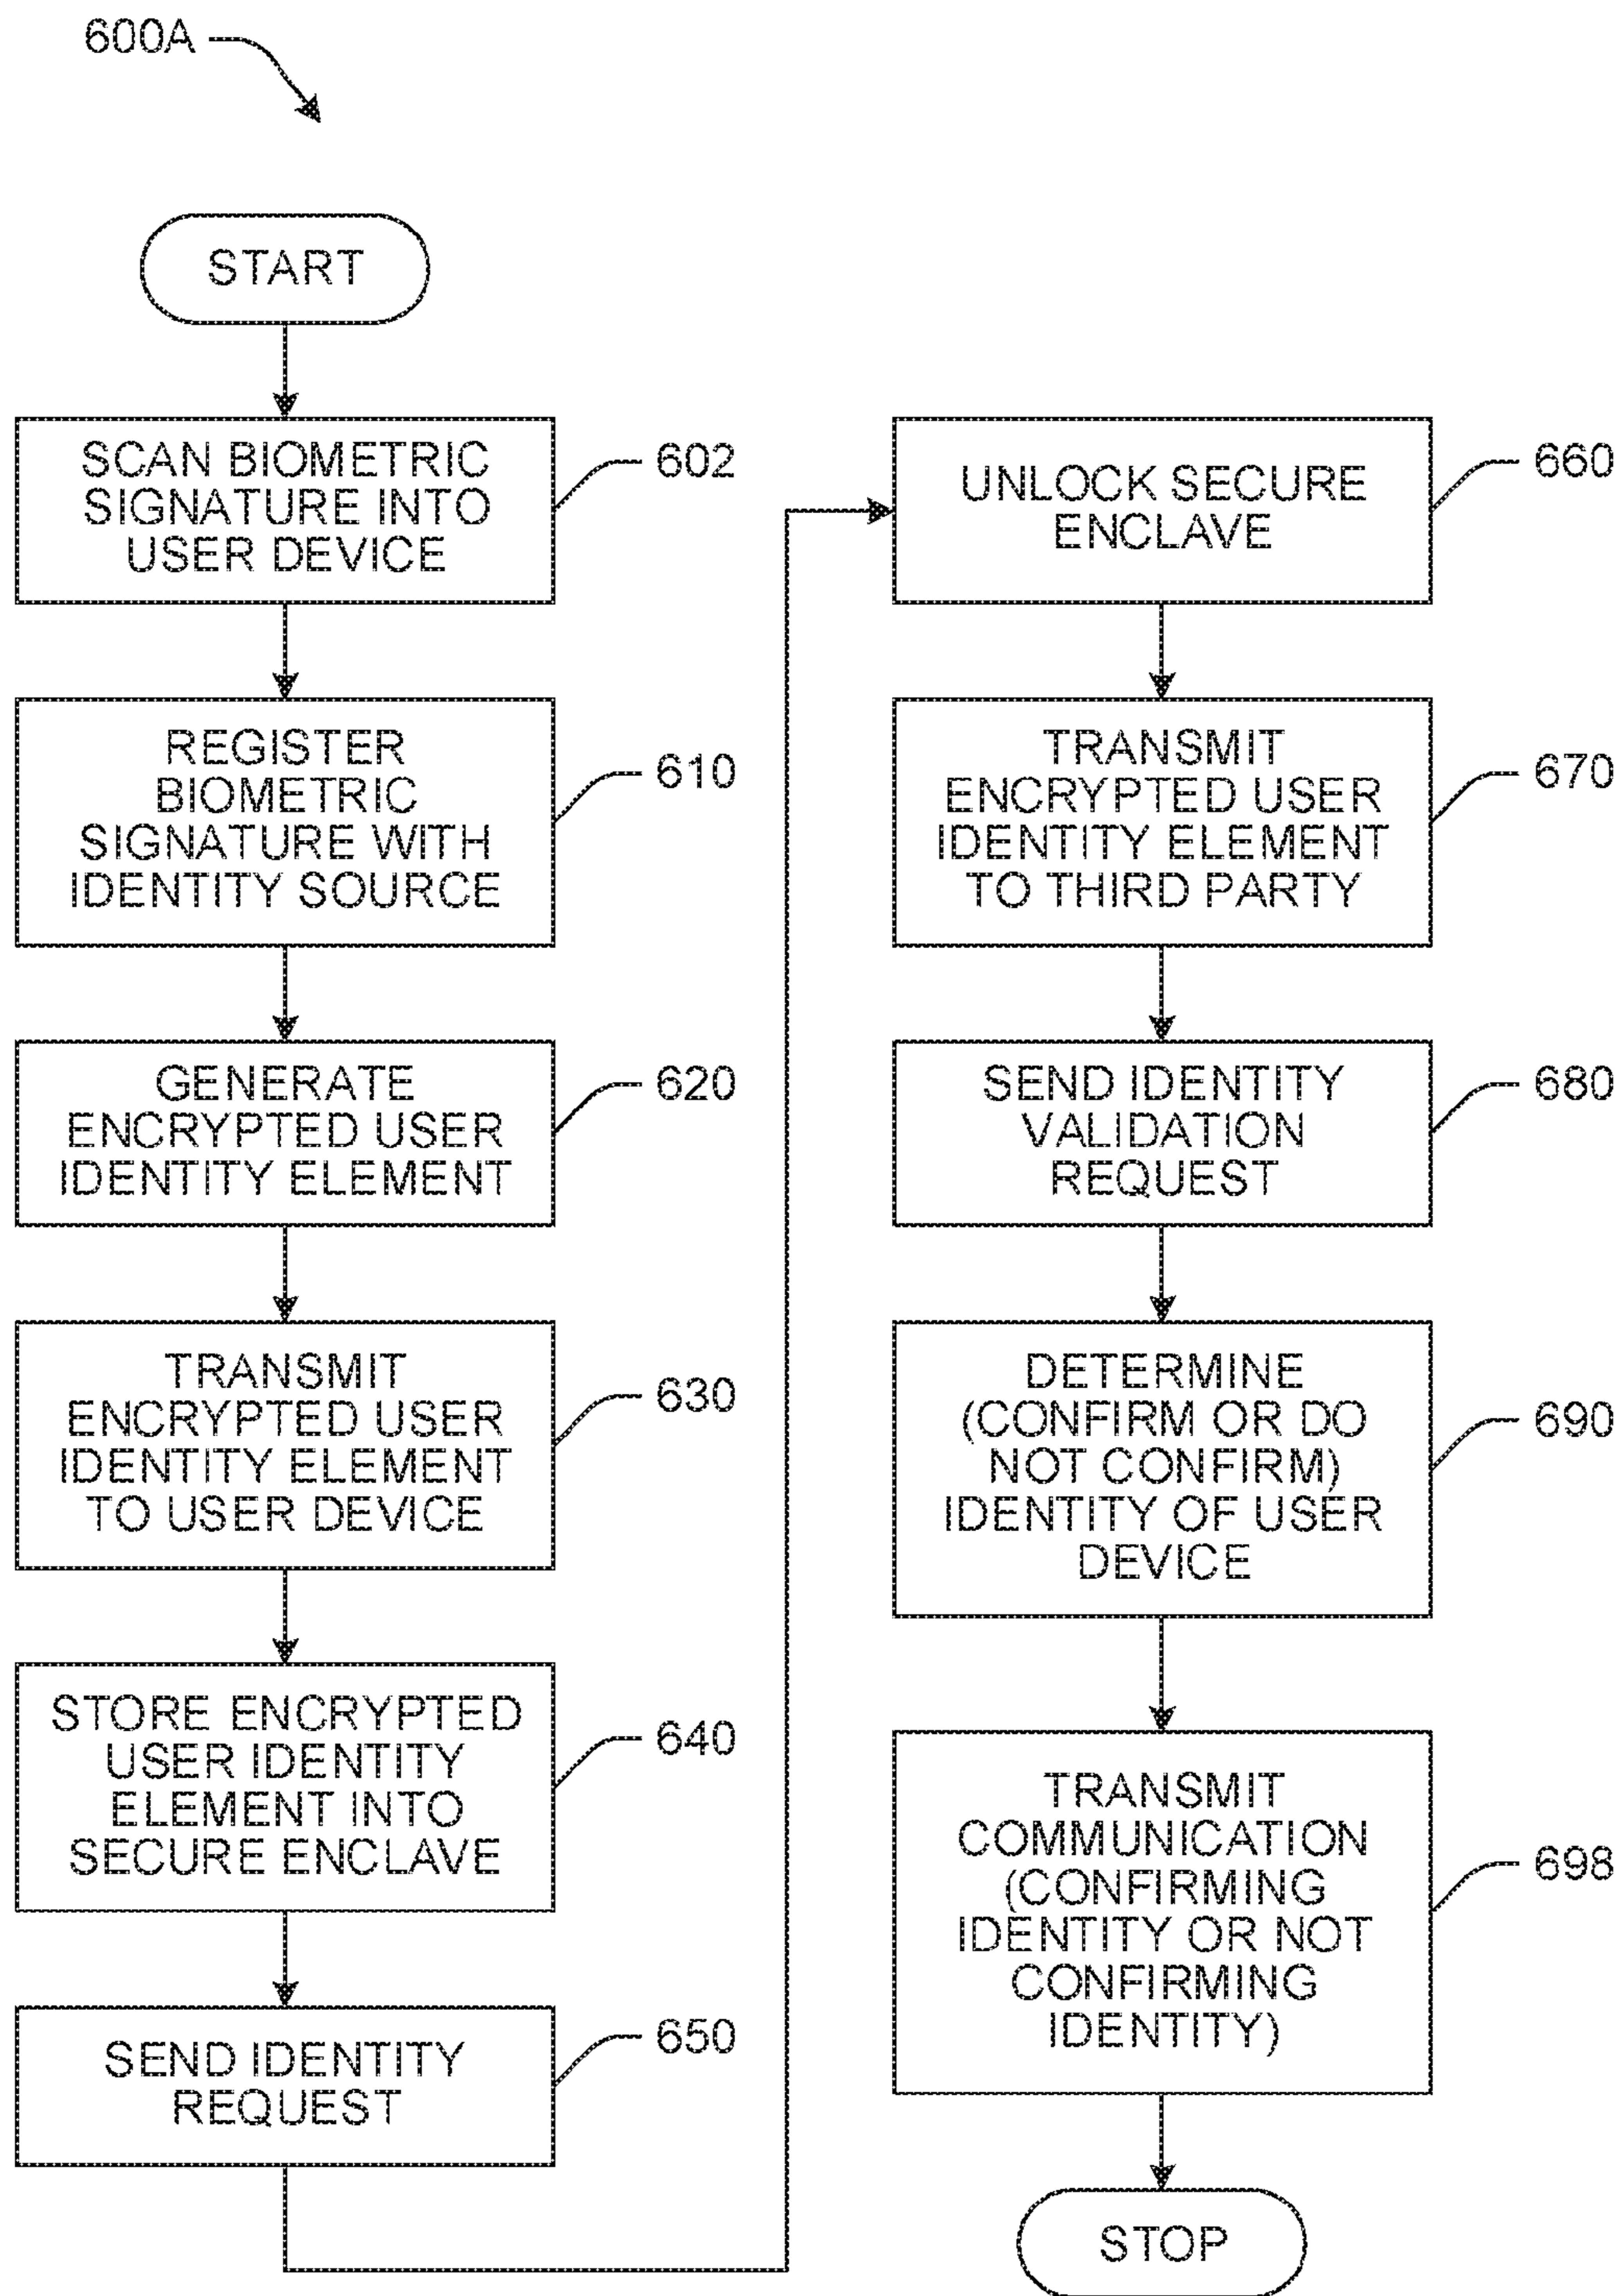 600A
START
SCAN BIOMETRIC
SIGNATURE INTO
USER DEVICE
602
REGISTER
BIOMETRIC
SIGNATURE WITH
IDENTITY SOURCE
610
GENERATE
ENCRYPTED USER
IDENTITY ELEMENT
620
TRANSMIT
ENCRYPTED USER
IDENTITY ELEMENT
TO USER DEVICE
630
STORE ENCRYPTED
USER IDENTITY
ELEMENT INTO
SECURE ENCLAVE
640
SEND IDENTITY
REQUEST
650
UNLOCK SECURE
ENCLAVE
660
TRANSMIT
ENCRYPTED USER
IDENTITY ELEMENT
TO THIRD PARTY
670
SEND IDENTITY
VALIDATION
REQUEST
680
DETERMINE
(CONFIRM OR DO
NOT CONFIRM)
IDENTITY OF USER
DEVICE
690
TRANSMIT
COMMUNICATION
(CONFIRMING
IDENTITY OR NOT
CONFIRMING
IDENTITY)
698
STOP